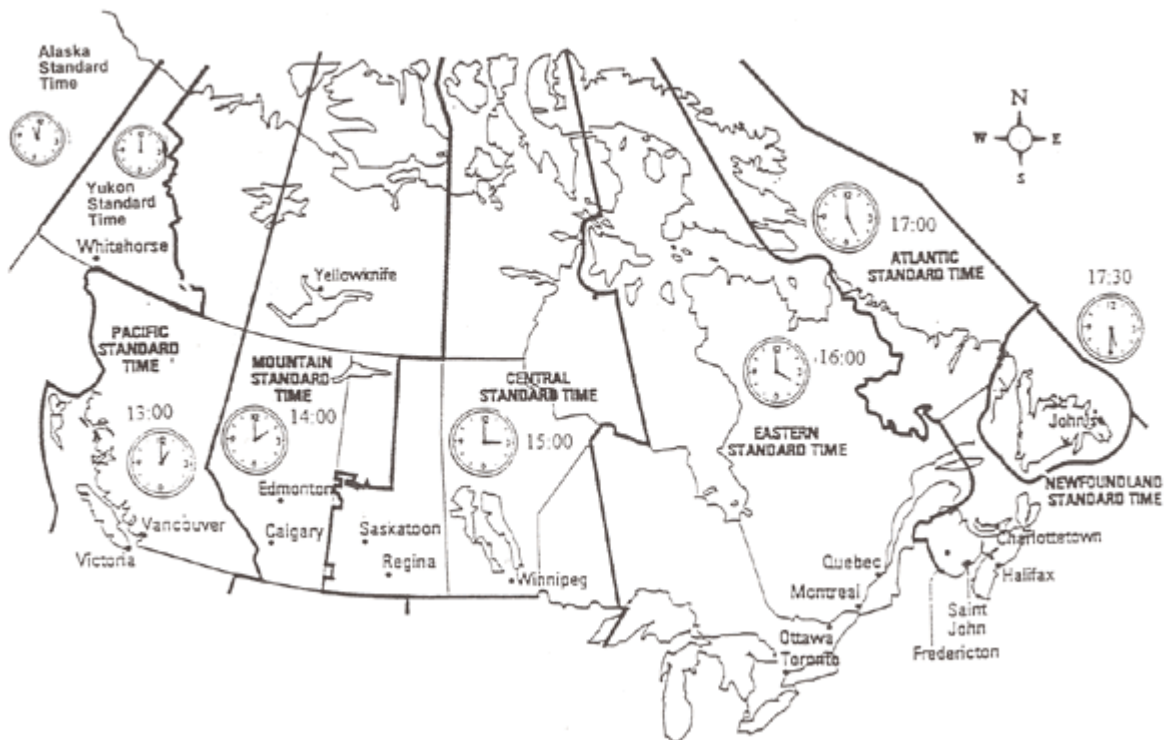 Alaska
Standard
Time
Yukon
Standard
Time
Whitehorse
Yellowknife
N
W
E
S
17:00
ATLANTIC
STANDARD TIME
17:30
PACIFIC
STANDARD
TIME
MOUNTAIN
STANDARD
TIME
CENTRAL
STANDARD TIME
16:00
13:00
14:00
15:00
EASTERN
STANDARD TIME
St.
John's
NEWFOUNDLAND
STANDARD TIME
Edmonton
Calgary
Saskatoon
Regina
Vancouver
Victoria
Winnipeg
Quebec
Montreal
Ottawa
Toronto
Charlottetown
Halifax
Saint
John
Fredericton